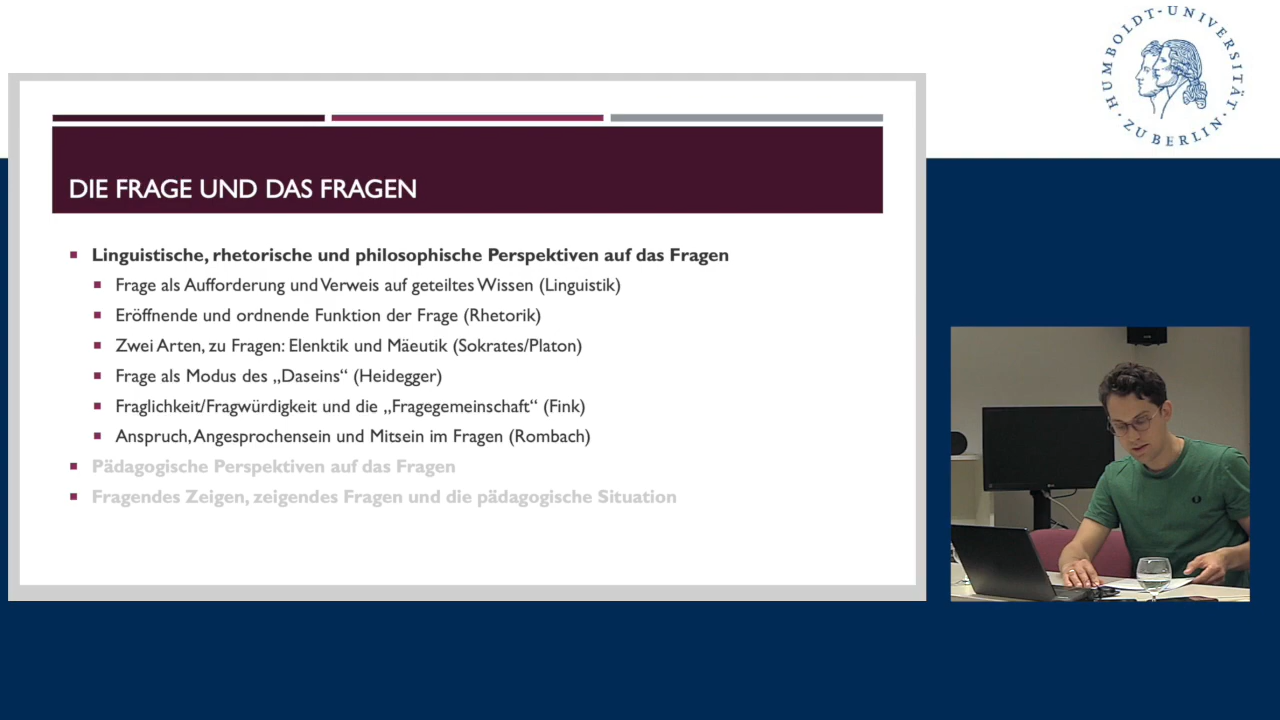 HUMBOLDT-UNIVERSITÄT · ZU BERLIN ·
DIE FRAGE UND DAS FRAGEN
Linguistische, rhetorische und philosophische Perspektiven auf das Fragen
Frage als Aufforderung und Verweis auf geteiltes Wissen (Linguistik)
Eröffnende und ordnende Funktion der Frage (Rhetorik)
Zwei Arten, zu Fragen: Elenktik und Mäeutik (Sokrates/Platon)
Frage als Modus des „Daseins“ (Heidegger)
Fraglichkeit/Fragwürdigkeit und die „Fragegemeinschaft“ (Fink)
Anspruch, Angesprochensein und Mitsein im Fragen (Rombach)
Pädagogische Perspektiven auf das Fragen
Fragendes Zeigen, zeigendes Fragen und die pädagogische Situation